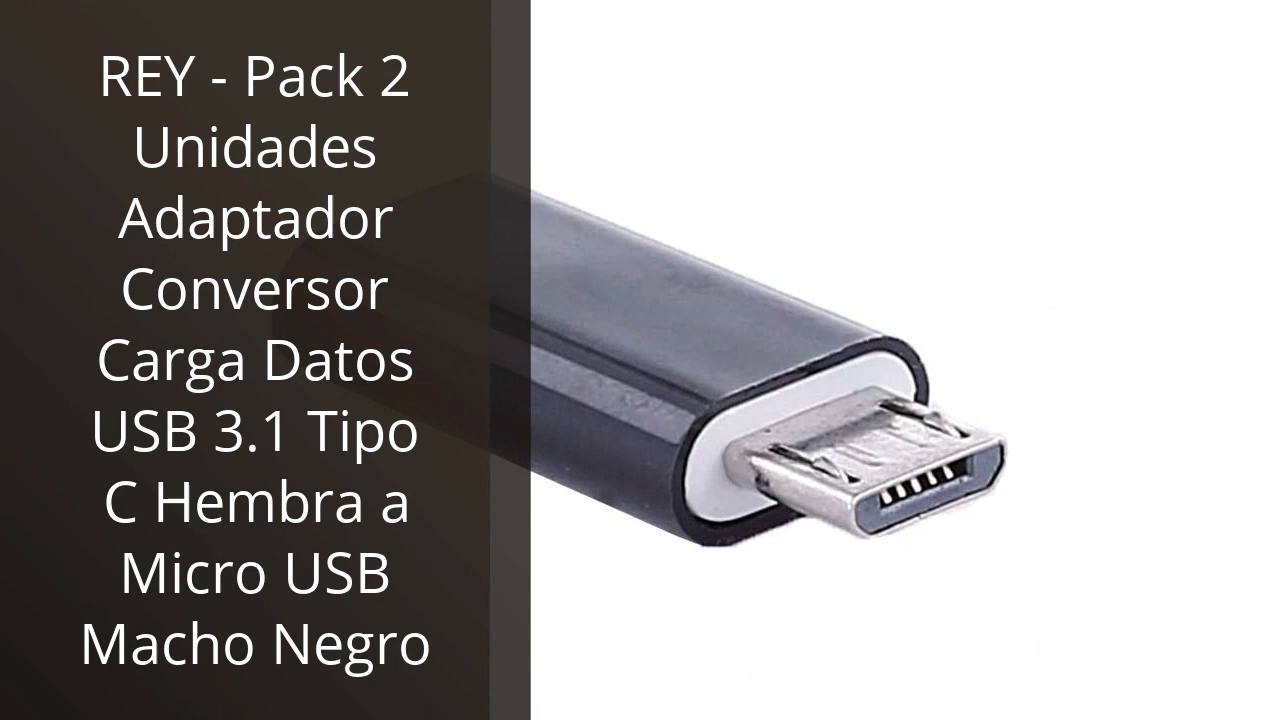 REY - Pack 2
Unidades
Adaptador
Conversor
Carga Datos
USB 3.1 Tipo
C Hembra a
Micro USB
Macho Negro